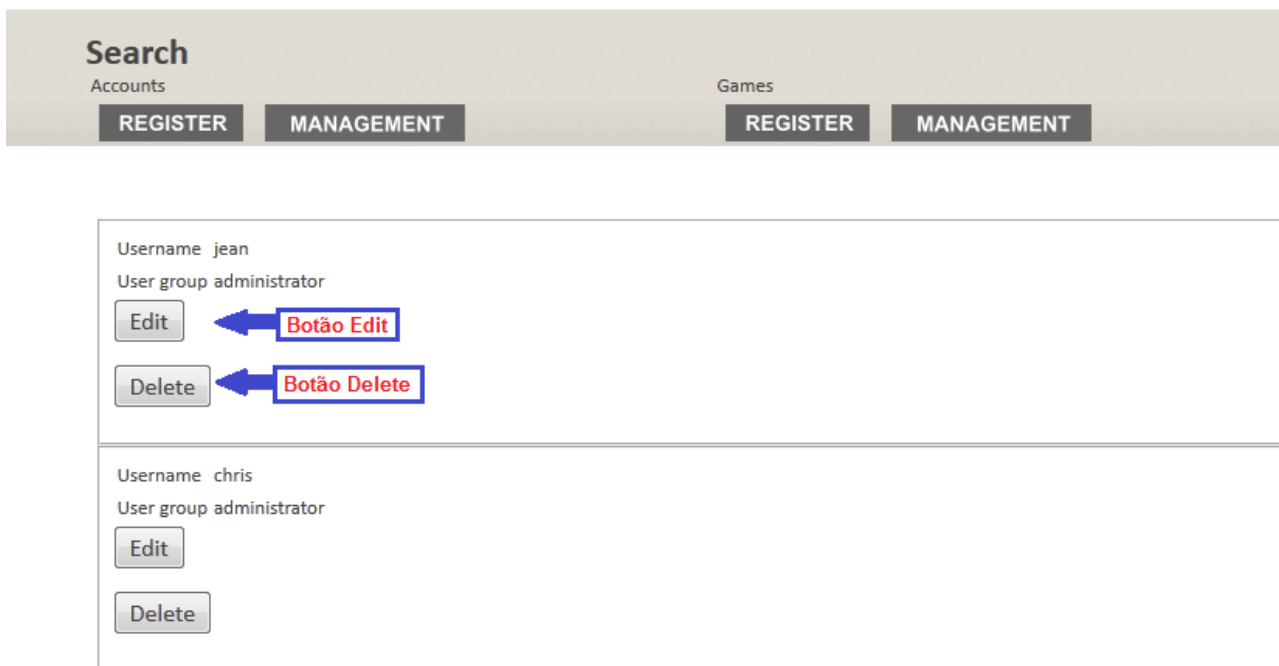 Search
Accounts
Games
REGISTER
MANAGEMENT
REGISTER
MANAGEMENT
Username jean
User group administrator
Edit
Botão Edit
Delete
Botão Delete
Username chris
User group administrator
Edit
Delete